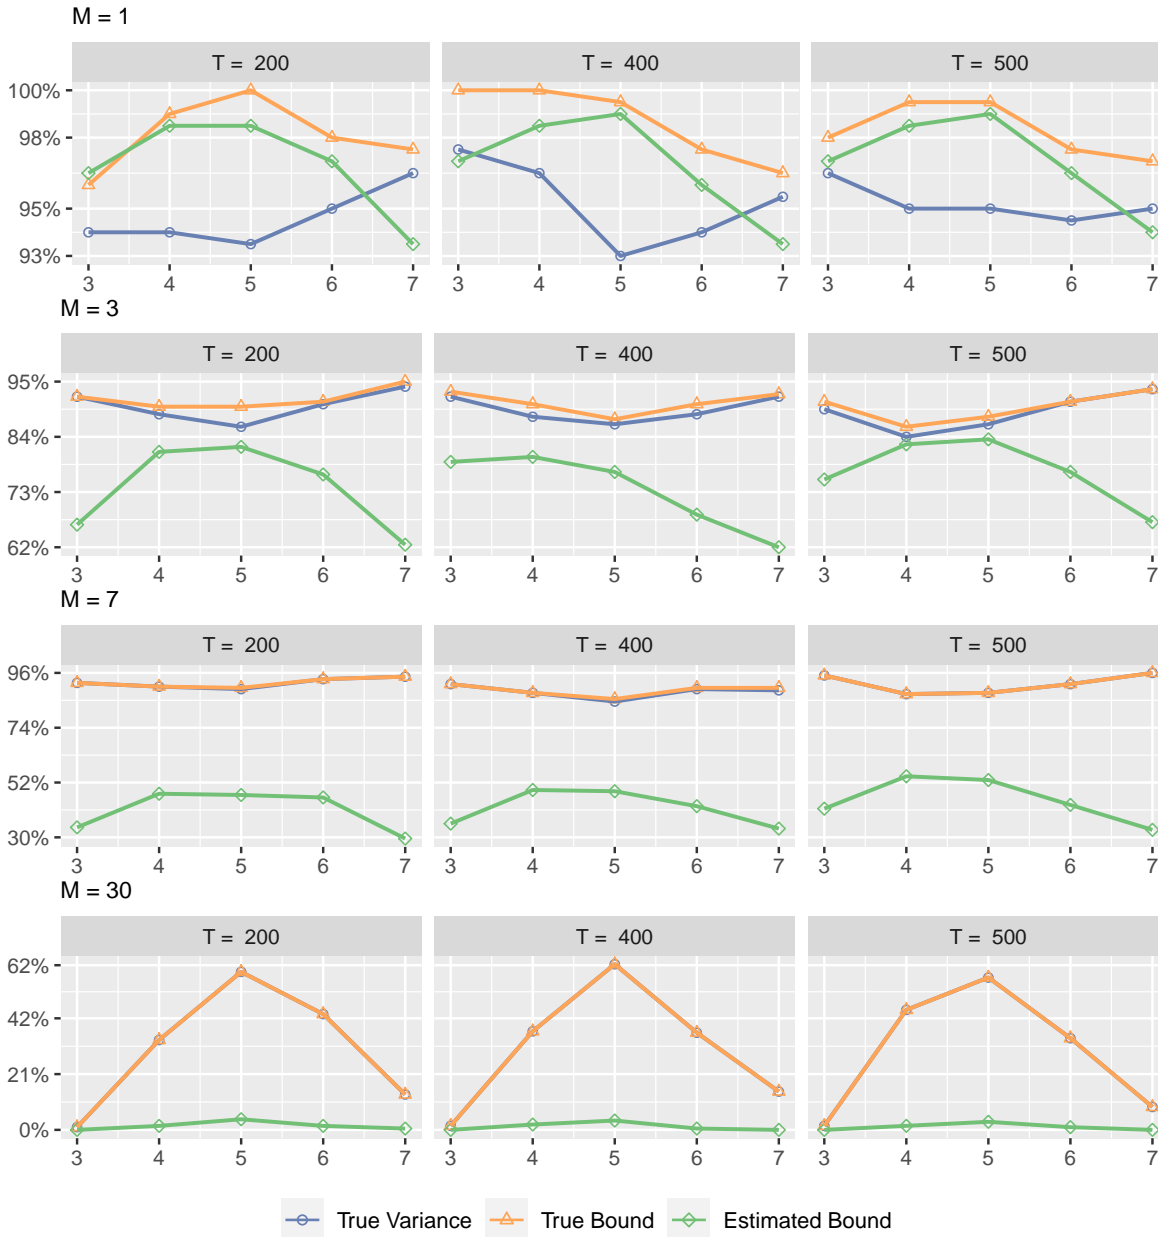 M = 1
T = 200 T = 400 T = 500
100%
98%
95%
93%
3 4 5 6 7 3 4 5 6 7 3 4 5 6 7
M = 3
T = 200 T = 400 T = 500
95%
84%
73%
62%
3 4 5 6 7 3 4 5 6 7 3 4 5 6 7
M = 7
T = 200 T = 400 T = 500
96%
74%
52%
30%
3 4 5 6 7 3 4 5 6 7 3 4 5 6 7
M = 30
T = 200 T = 400 T = 500
62%
42%
21%
0%
3 4 5 6 7 3 4 5 6 7 3 4 5 6 7
True Variance True Bound Estimated Bound